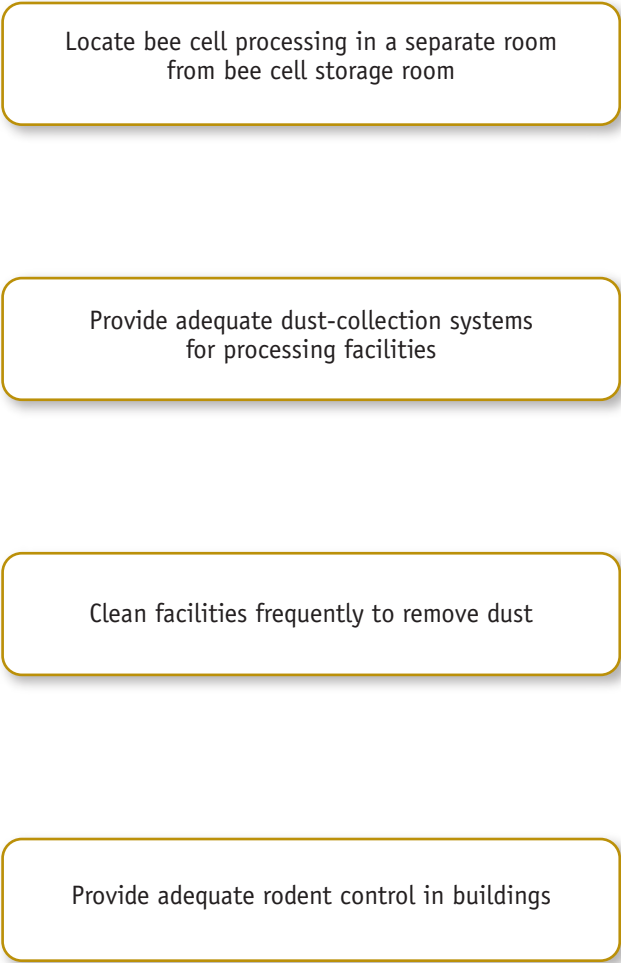 Locate bee cell processing in a separate room
from bee cell storage room
Provide adequate dust-collection systems
for processing facilities
Clean facilities frequently to remove dust
Provide adequate rodent control in buildings